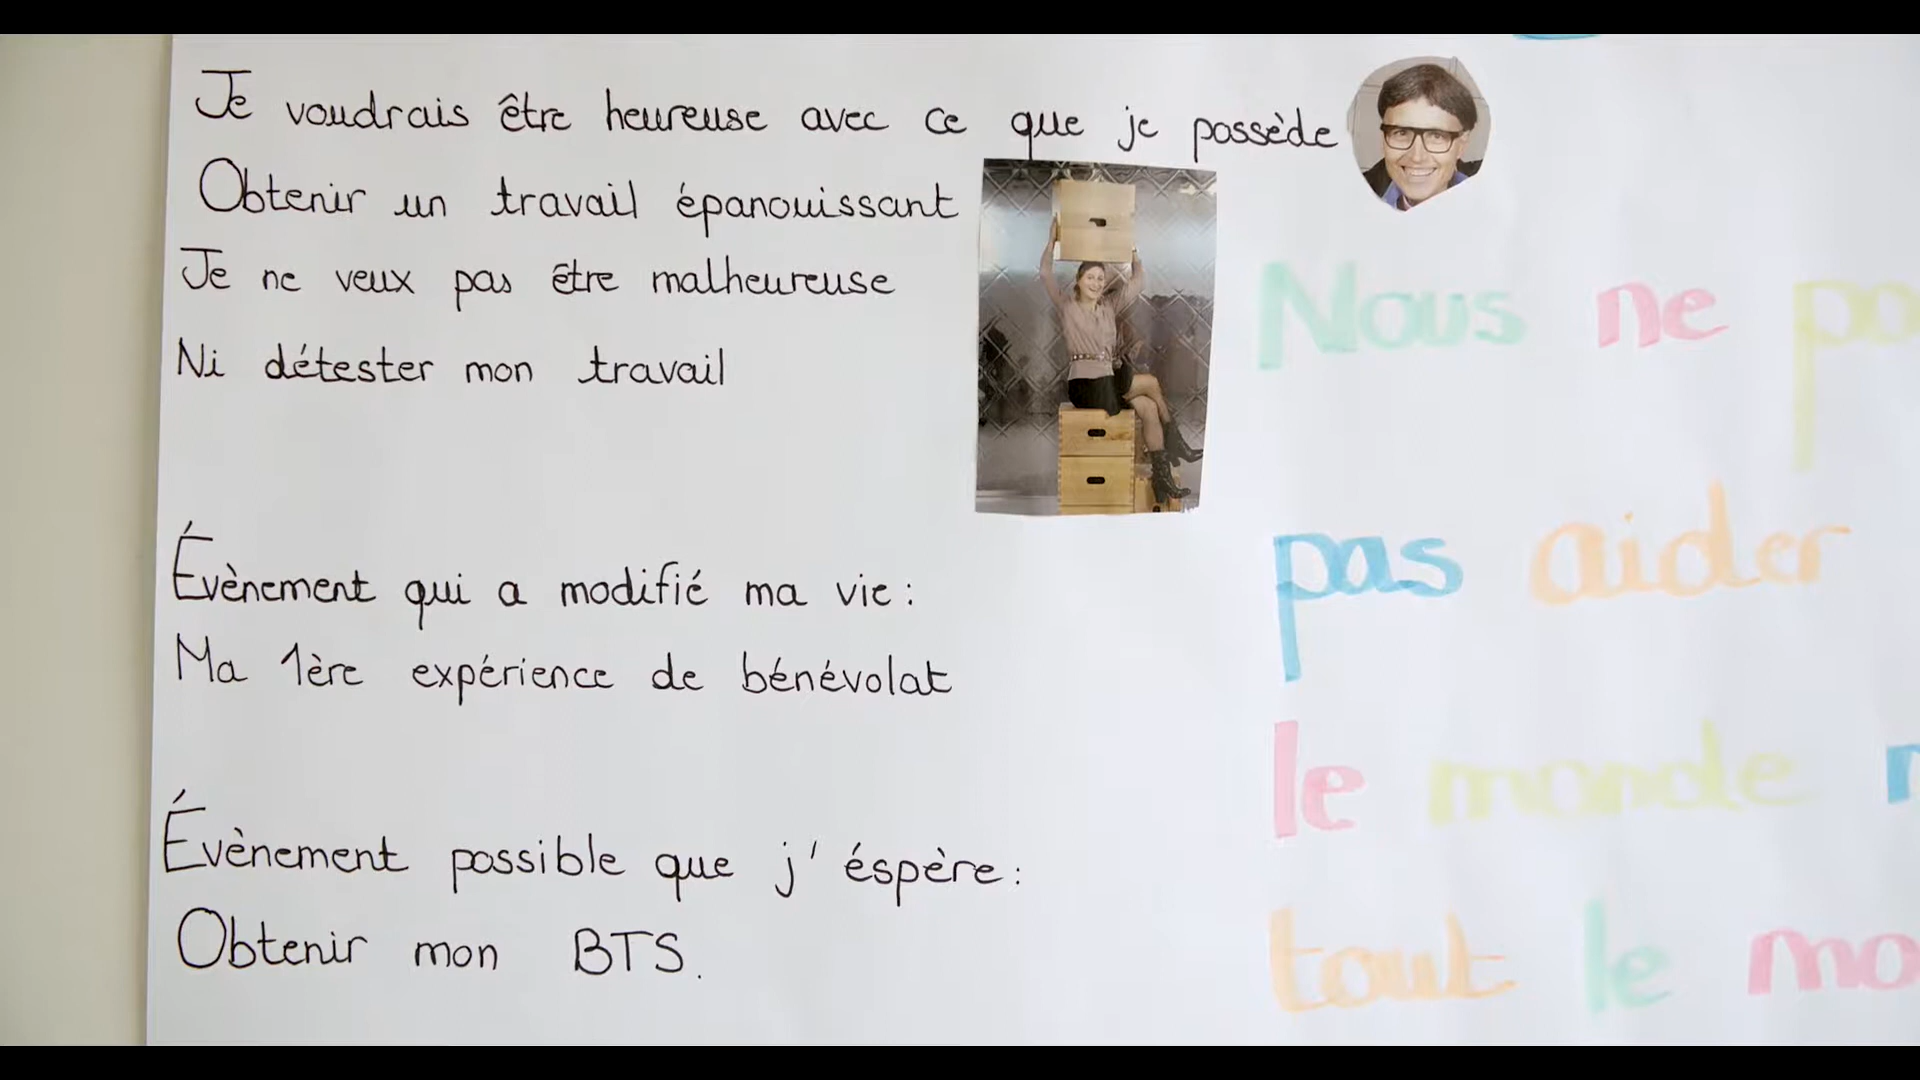 Je voudrais être heureuse avec ce que je possède
Obtenir un travail épanouissant
Je ne veux pas être malheureuse
Ni détester mon travail
Évènement qui a modifié ma vie :
Ma 1ère expérience de bénévolat
Évènement possible que j'éspère :
Obtenir mon BTS.
Nous ne
pas aider
le monde
tout le